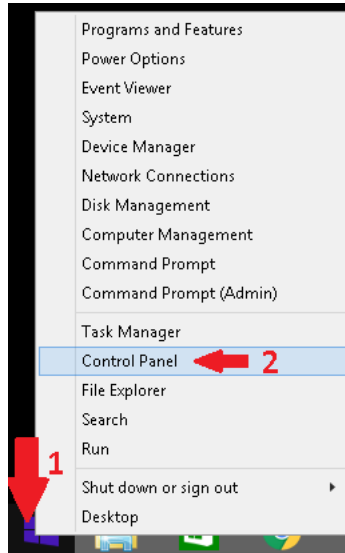 Programs and Features
Power Options
Event Viewer
System
Device Manager
Network Connections
Disk Management
Computer Management
Command Prompt
Command Prompt (Admin)
Task Manager
Control Panel 2
File Explorer
Search
Run
1
Shut down or sign out
Desktop